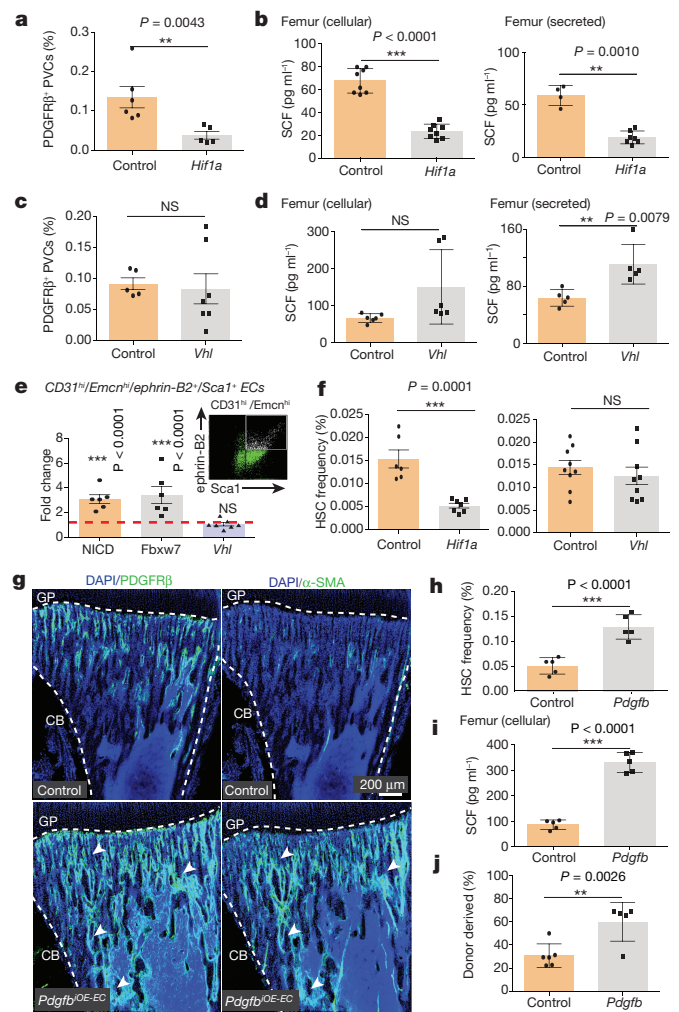 a
P = 0.0043
**
PDGFRβ+ PVCs (%)
0.3
0.2
0.1
0.0
Control
Hif1a
b
Femur (cellular)
P < 0.0001
***
SCF (pg ml−1)
100
80
60
40
20
0
Control
Hif1a
Femur (secreted)
P = 0.0010
**
SCF (pg ml−1)
100
50
0
Control
Hif1a
c
NS
PDGFRβ+ PVCs (%)
0.20
0.15
0.10
0.05
0.00
Control
Vhl
d
Femur (cellular)
NS
SCF (pg ml−1)
300
200
100
0
Control
Vhl
Femur (secreted)
** P = 0.0079
SCF (pg ml−1)
160
80
0
Control
Vhl
e
CD31hi/Emcnhi/ephrin-B2+/Sca1+ ECs
CD31hi/Emcnhi
ephrin-B2
Sca1
Fold change
8
6
4
2
0
***
P < 0.0001
***
P < 0.0001
NS
NICD
Fbxw7
Vhl
f
P = 0.0001
***
HSC frequency (%)
0.025
0.020
0.015
0.010
0.005
0.000
Control
Hif1a
NS
0.025
0.020
0.015
0.010
0.005
0.000
Control
Vhl
g
DAPI/PDGFRβ
DAPI/α-SMA
GP
CB
Control
Control
200 μm
GP
CB
PdgfbiOE-EC
PdgfbiOE-EC
h
P < 0.0001
***
HSC frequency (%)
0.20
0.15
0.10
0.05
0.00
Control
Pdgfb
i
Femur (cellular)
P < 0.0001
***
SCF (pg ml−1)
400
300
200
100
0
Control
Pdgfb
j
P = 0.0026
**
Donor derived (%)
100
80
60
40
20
0
Control
Pdgfb